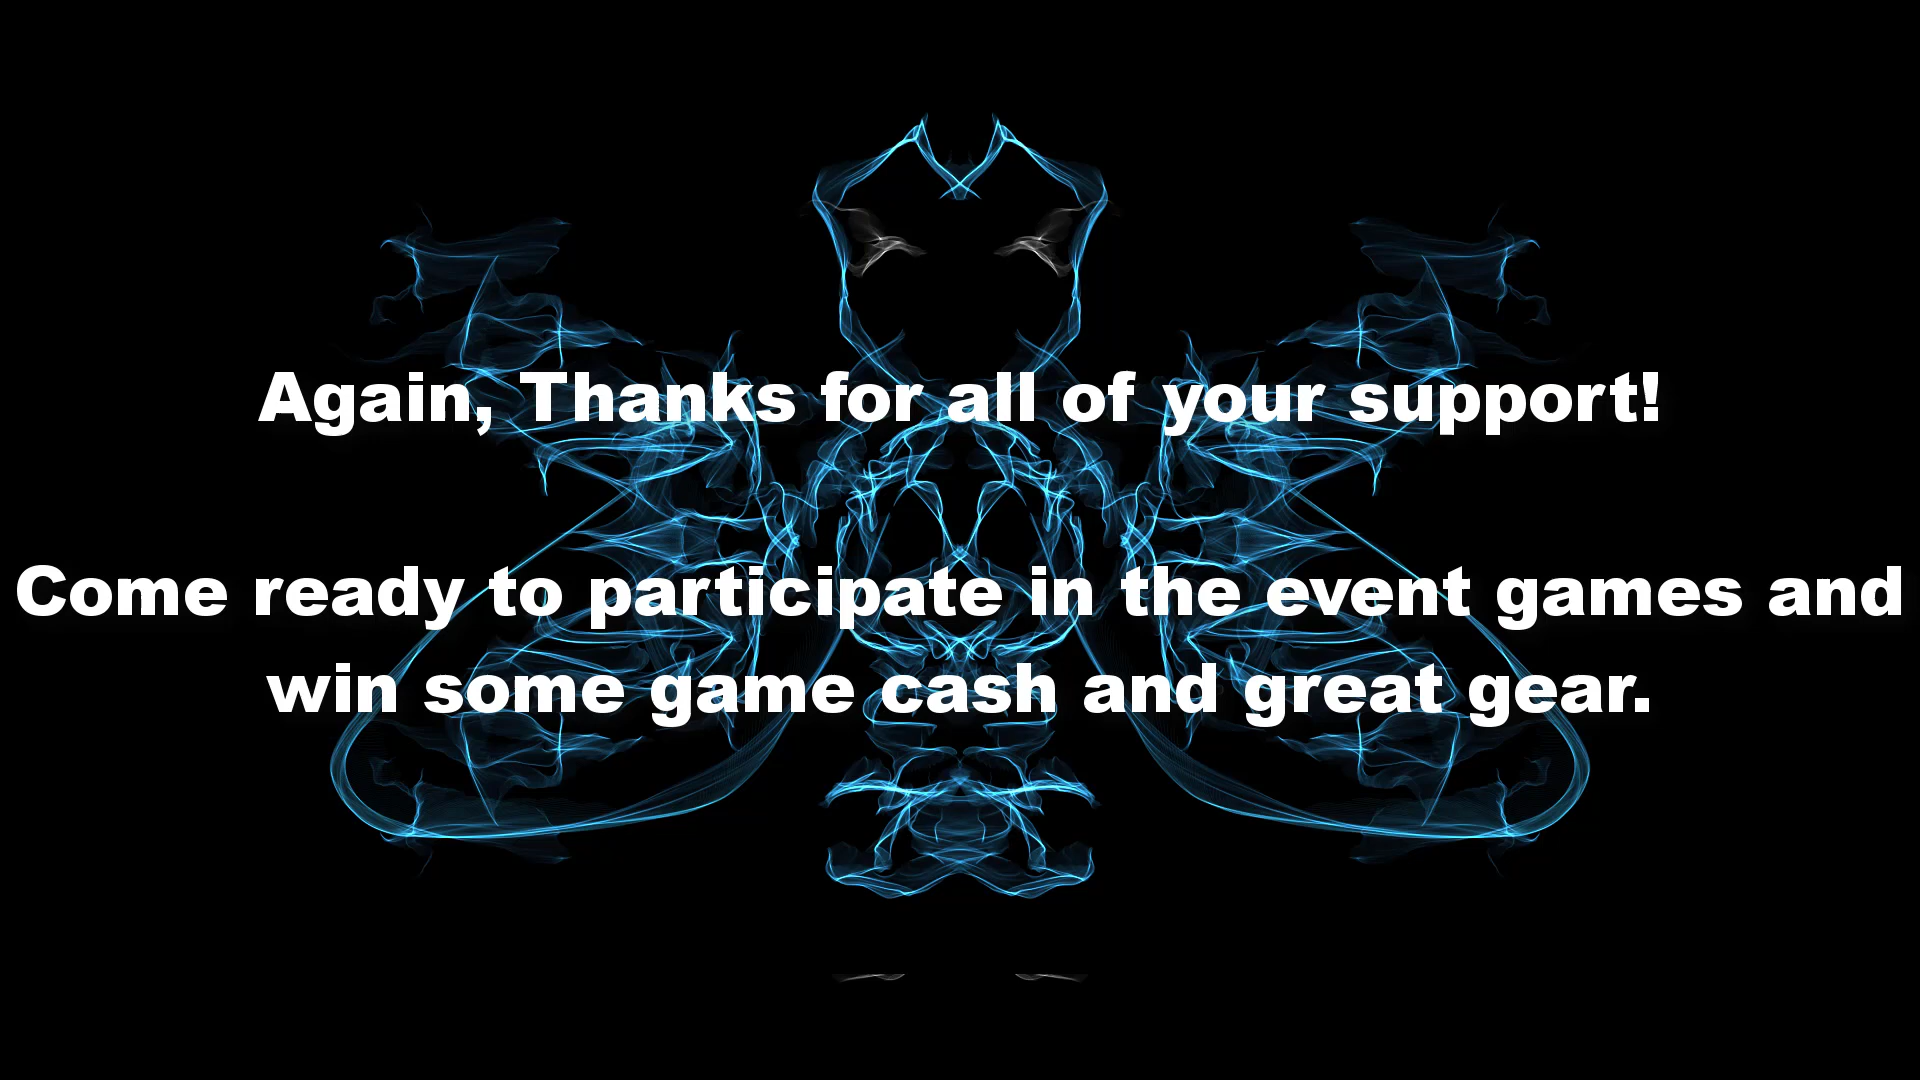 Again, Thanks for all of your support!
Come ready to participate in the event games and
win some game cash and great gear.